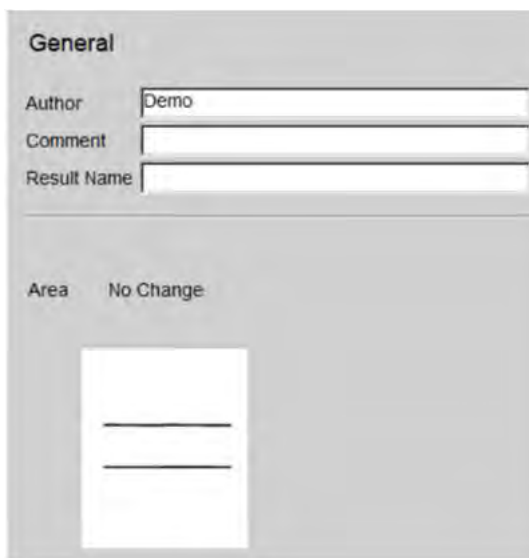 General
Author Demo
Comment
Result Name
Area No Change